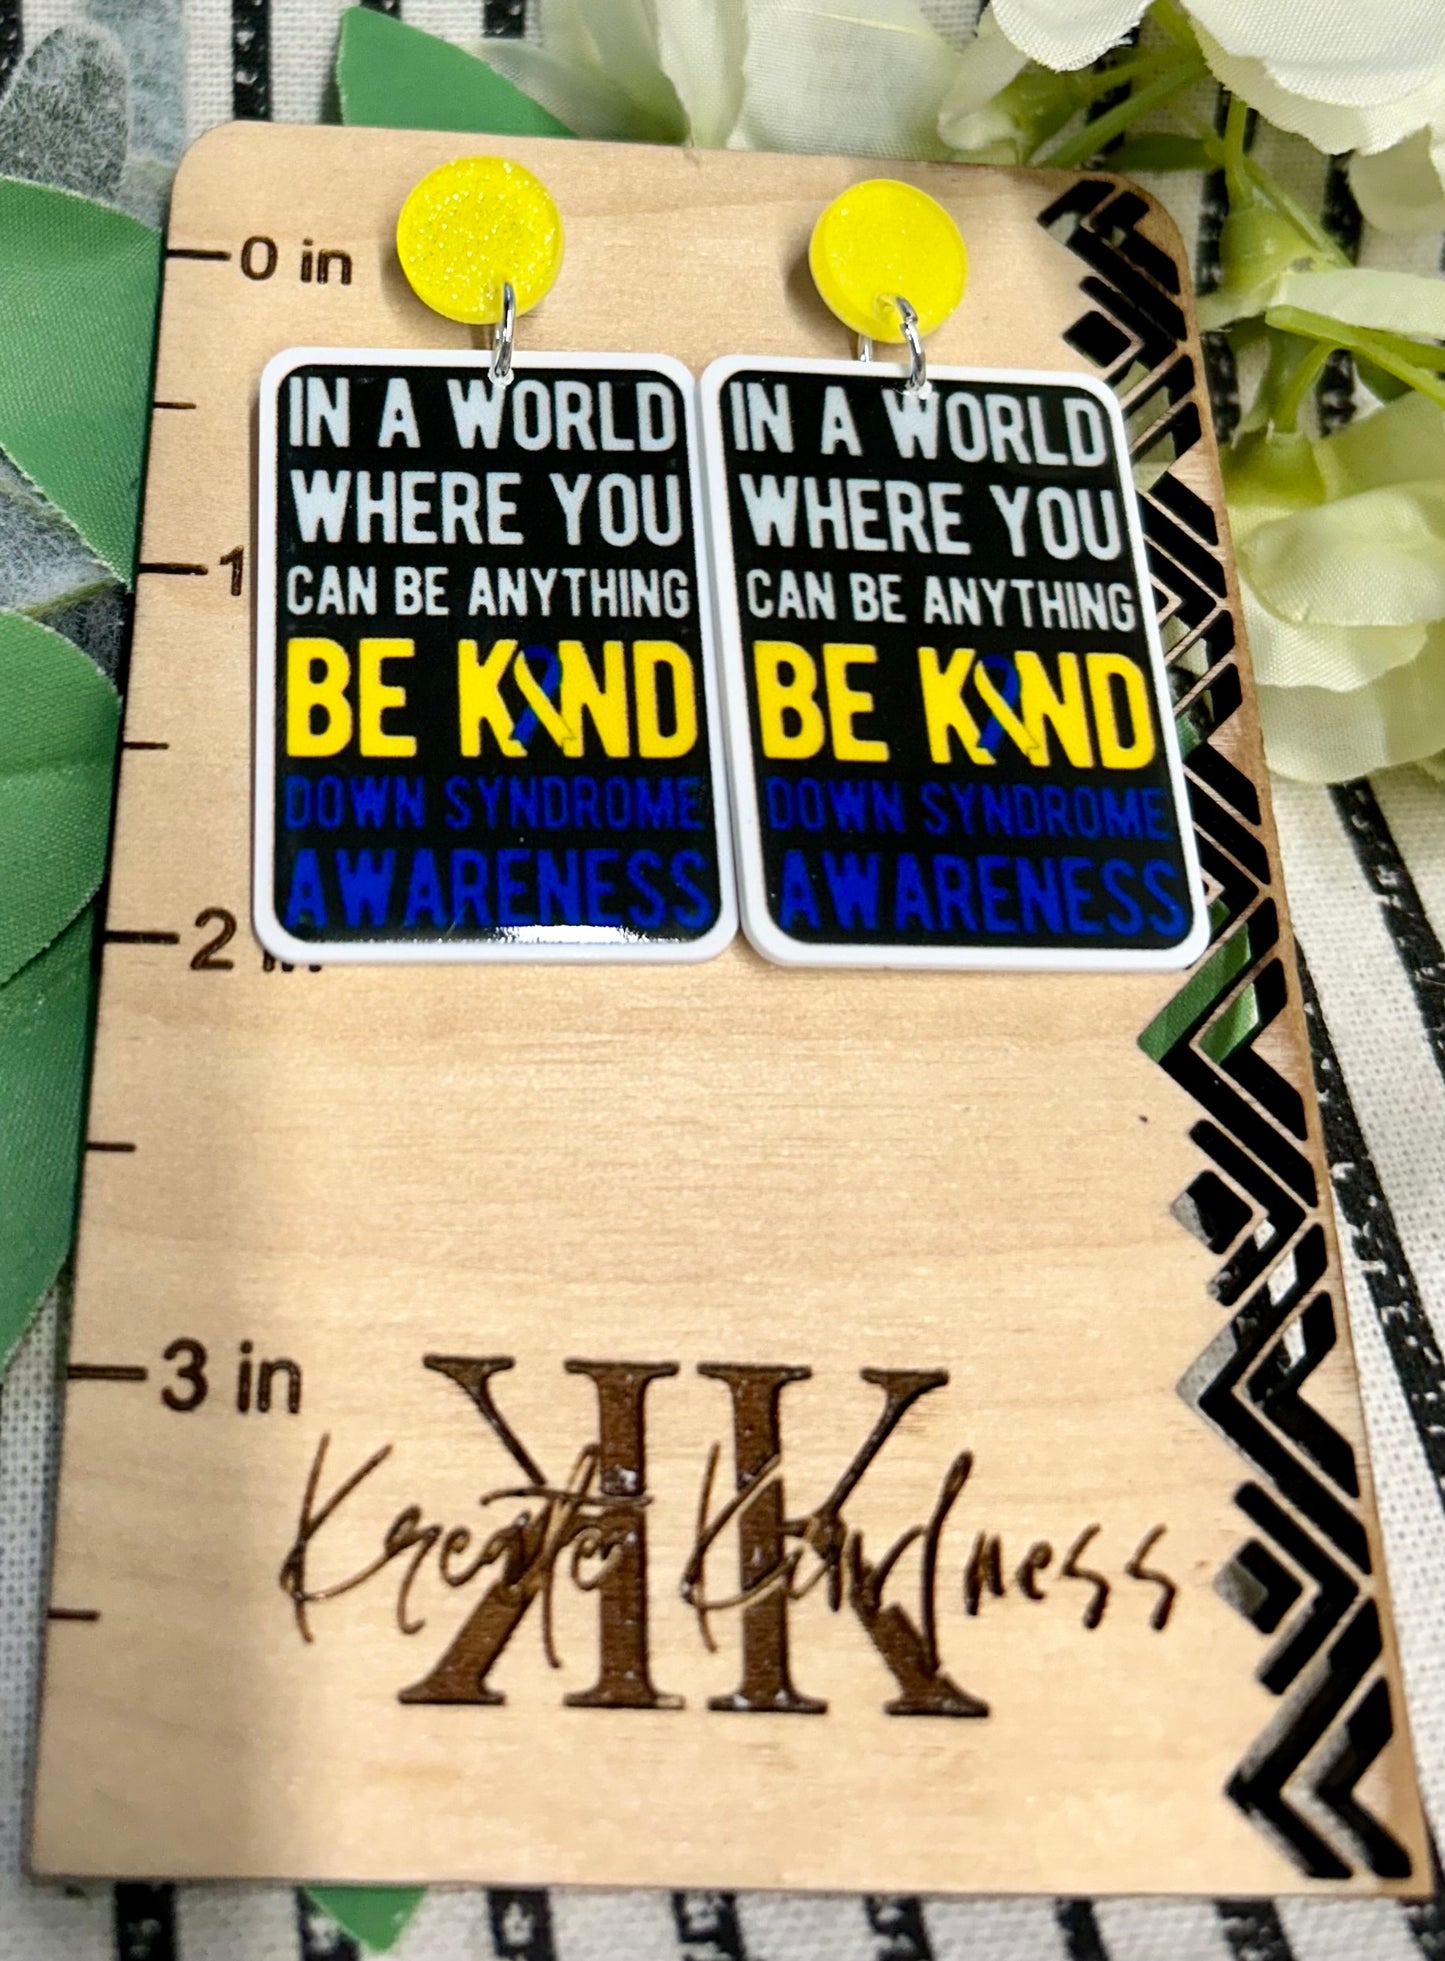 0 in
IN A WORLD
WHERE YOU
CAN BE ANYTHING
BE KIND
DOWN SYNDROME
AWARENESS
IN A WORLD
WHERE YOU
CAN BE ANYTHING
BE KIND
DOWN SYNDROME
AWARENESS
1
2 in
3 in
KK
Kreate Kindness